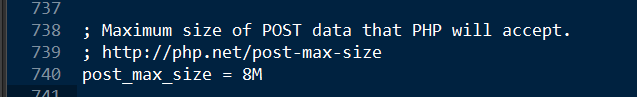 737
738 ; Maximum size of POST data that PHP will accept.
739 ; http://php.net/post-max-size
740 post_max_size = 8M
741